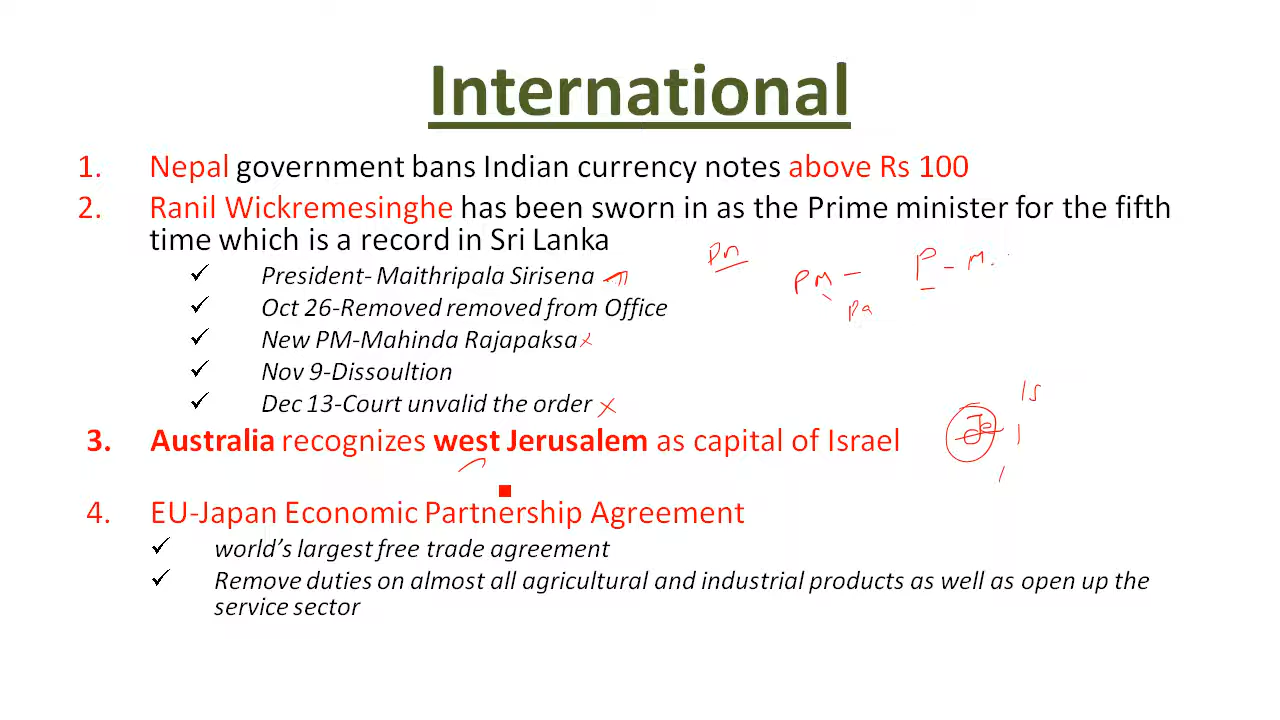 International
1. Nepal government bans Indian currency notes above Rs 100
2. Ranil Wickremesinghe has been sworn in as the Prime minister for the fifth
time which is a record in Sri Lanka
✓ President- Maithripala Sirisena
✓ Oct 26-Removed removed from Office
✓ New PM-Mahinda Rajapaksa x
✓ Nov 9-Dissoultion
✓ Dec 13-Court unvalid the order x
PM -
P - M.
Pa
3. Australia recognizes west Jerusalem as capital of Israel
Is
Je
4. EU-Japan Economic Partnership Agreement
✓ world's largest free trade agreement
✓ Remove duties on almost all agricultural and industrial products as well as open up the
service sector